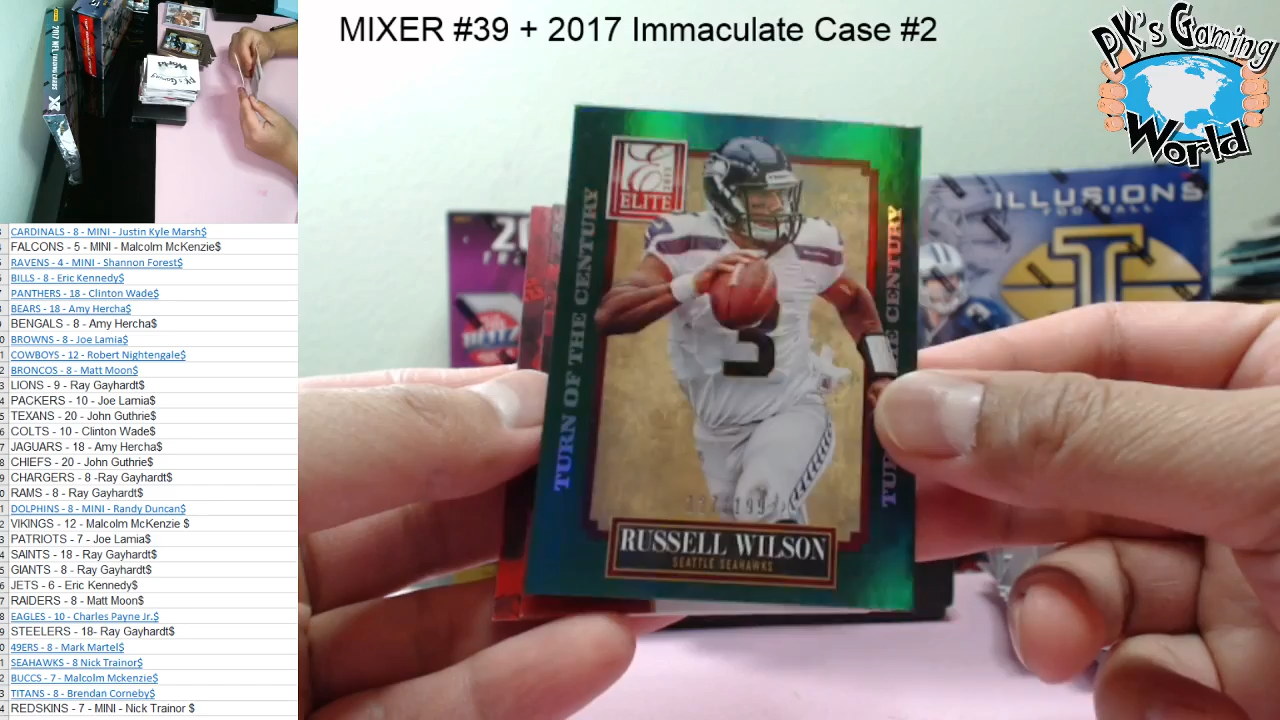 MIXER #39 + 2017 Immaculate Case #2
PK's Gaming
World
CARDINALS - 8 - MINI - Justin Kyle Marsh$
FALCONS - 5 - MINI - Malcolm McKenzie$
RAVENS - 4 - MINI - Shannon Forest$
BILLS - 8 - Eric Kennedy$
PANTHERS - 18 - Clinton Wade$
BEARS - 18 - Amy Hercha$
BENGALS - 8 - Amy Hercha$
BROWNS - 8 - Joe Lamia$
COWBOYS - 12 - Robert Nightengale$
BRONCOS - 8 - Matt Moon$
LIONS - 9 - Ray Gayhardt$
PACKERS - 10 - Joe Lamia$
TEXANS - 20 - John Guthrie$
COLTS - 10 - Clinton Wade$
JAGUARS - 18 - Amy Hercha$
CHIEFS - 20 - John Guthrie$
CHARGERS - 8 -Ray Gayhardt$
RAMS - 8 - Ray Gayhardt$
DOLPHINS - 8 - MINI - Randy Duncan$
VIKINGS - 12 - Malcolm McKenzie $
PATRIOTS - 7 - Joe Lamia$
SAINTS - 18 - Ray Gayhardt$
GIANTS - 8 - Ray Gayhardt$
JETS - 6 - Eric Kennedy$
RAIDERS - 8 - Matt Moon$
EAGLES - 10 - Charles Payne Jr.$
STEELERS - 18- Ray Gayhardt$
49ERS - 8 - Mark Martel$
SEAHAWKS - 8 Nick Trainor$
BUCCS - 7 - Malcolm Mckenzie$
TITANS - 8 - Brendan Corneby$
REDSKINS - 7 - MINI - Nick Trainor $
E
2013
ELITE
TURN OF THE CENTURY
3
RUSSELL WILSON
SEATTLE SEAHAWKS
ILLUSIONS
FOOTBALL
I
20
World